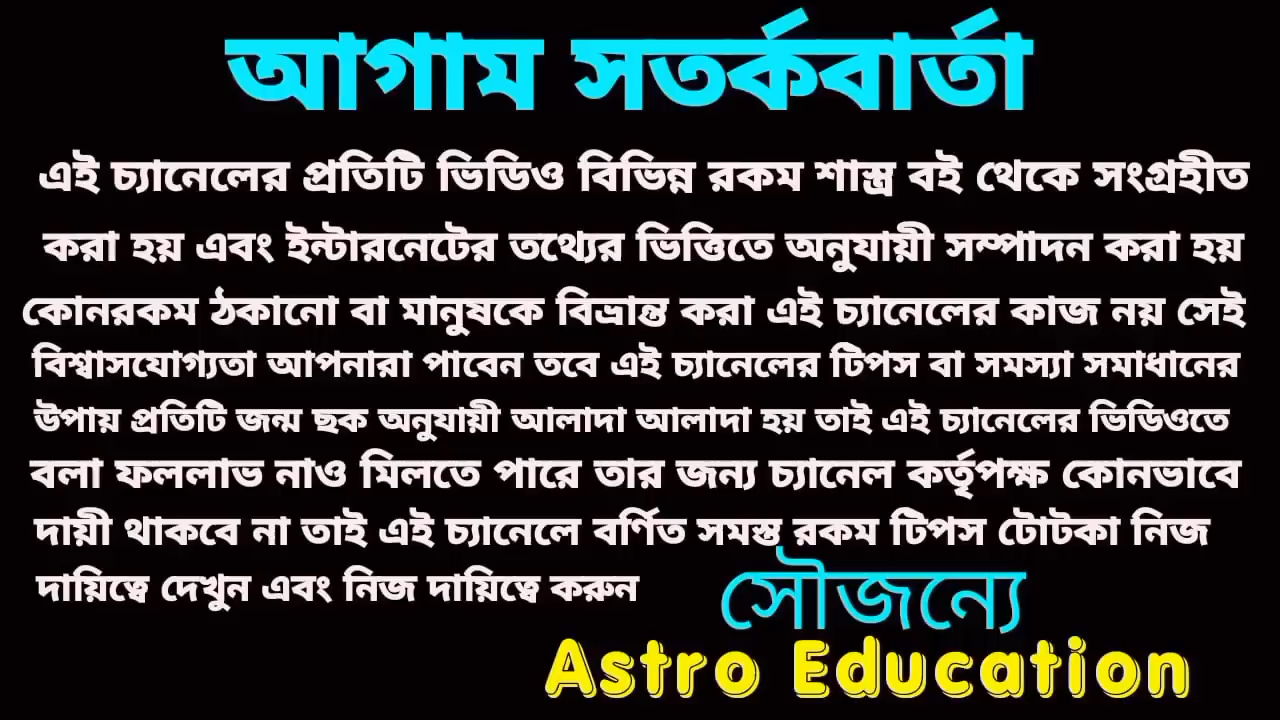 আগাম সতর্কবার্তা
এই চ্যানেলের প্রতিটি ভিডিও বিভিন্ন রকম শাস্ত্র বই থেকে সংগ্রহীত
করা হয় এবং ইন্টারনেটের তথ্যের ভিত্তিতে অনুযায়ী সম্পাদন করা হয়
কোনরকম ঠকানো বা মানুষকে বিভ্রান্ত করা এই চ্যানেলের কাজ নয় সেই
বিশ্বাসযোগ্যতা আপনারা পাবেন তবে এই চ্যানেলের টিপস বা সমস্যা সমাধানের
উপায় প্রতিটি জন্ম ছক অনুযায়ী আলাদা আলাদা হয় তাই এই চ্যানেলের ভিডিওতে
বলা ফললাভ নাও মিলতে পারে তার জন্য চ্যানেল কর্তৃপক্ষ কোনভাবে
দায়ী থাকবে না তাই এই চ্যানেলে বর্ণিত সমস্ত রকম টিপস টোটকা নিজ
দায়িত্বে দেখুন এবং নিজ দায়িত্বে করুন
সৌজন্যে
Astro Education